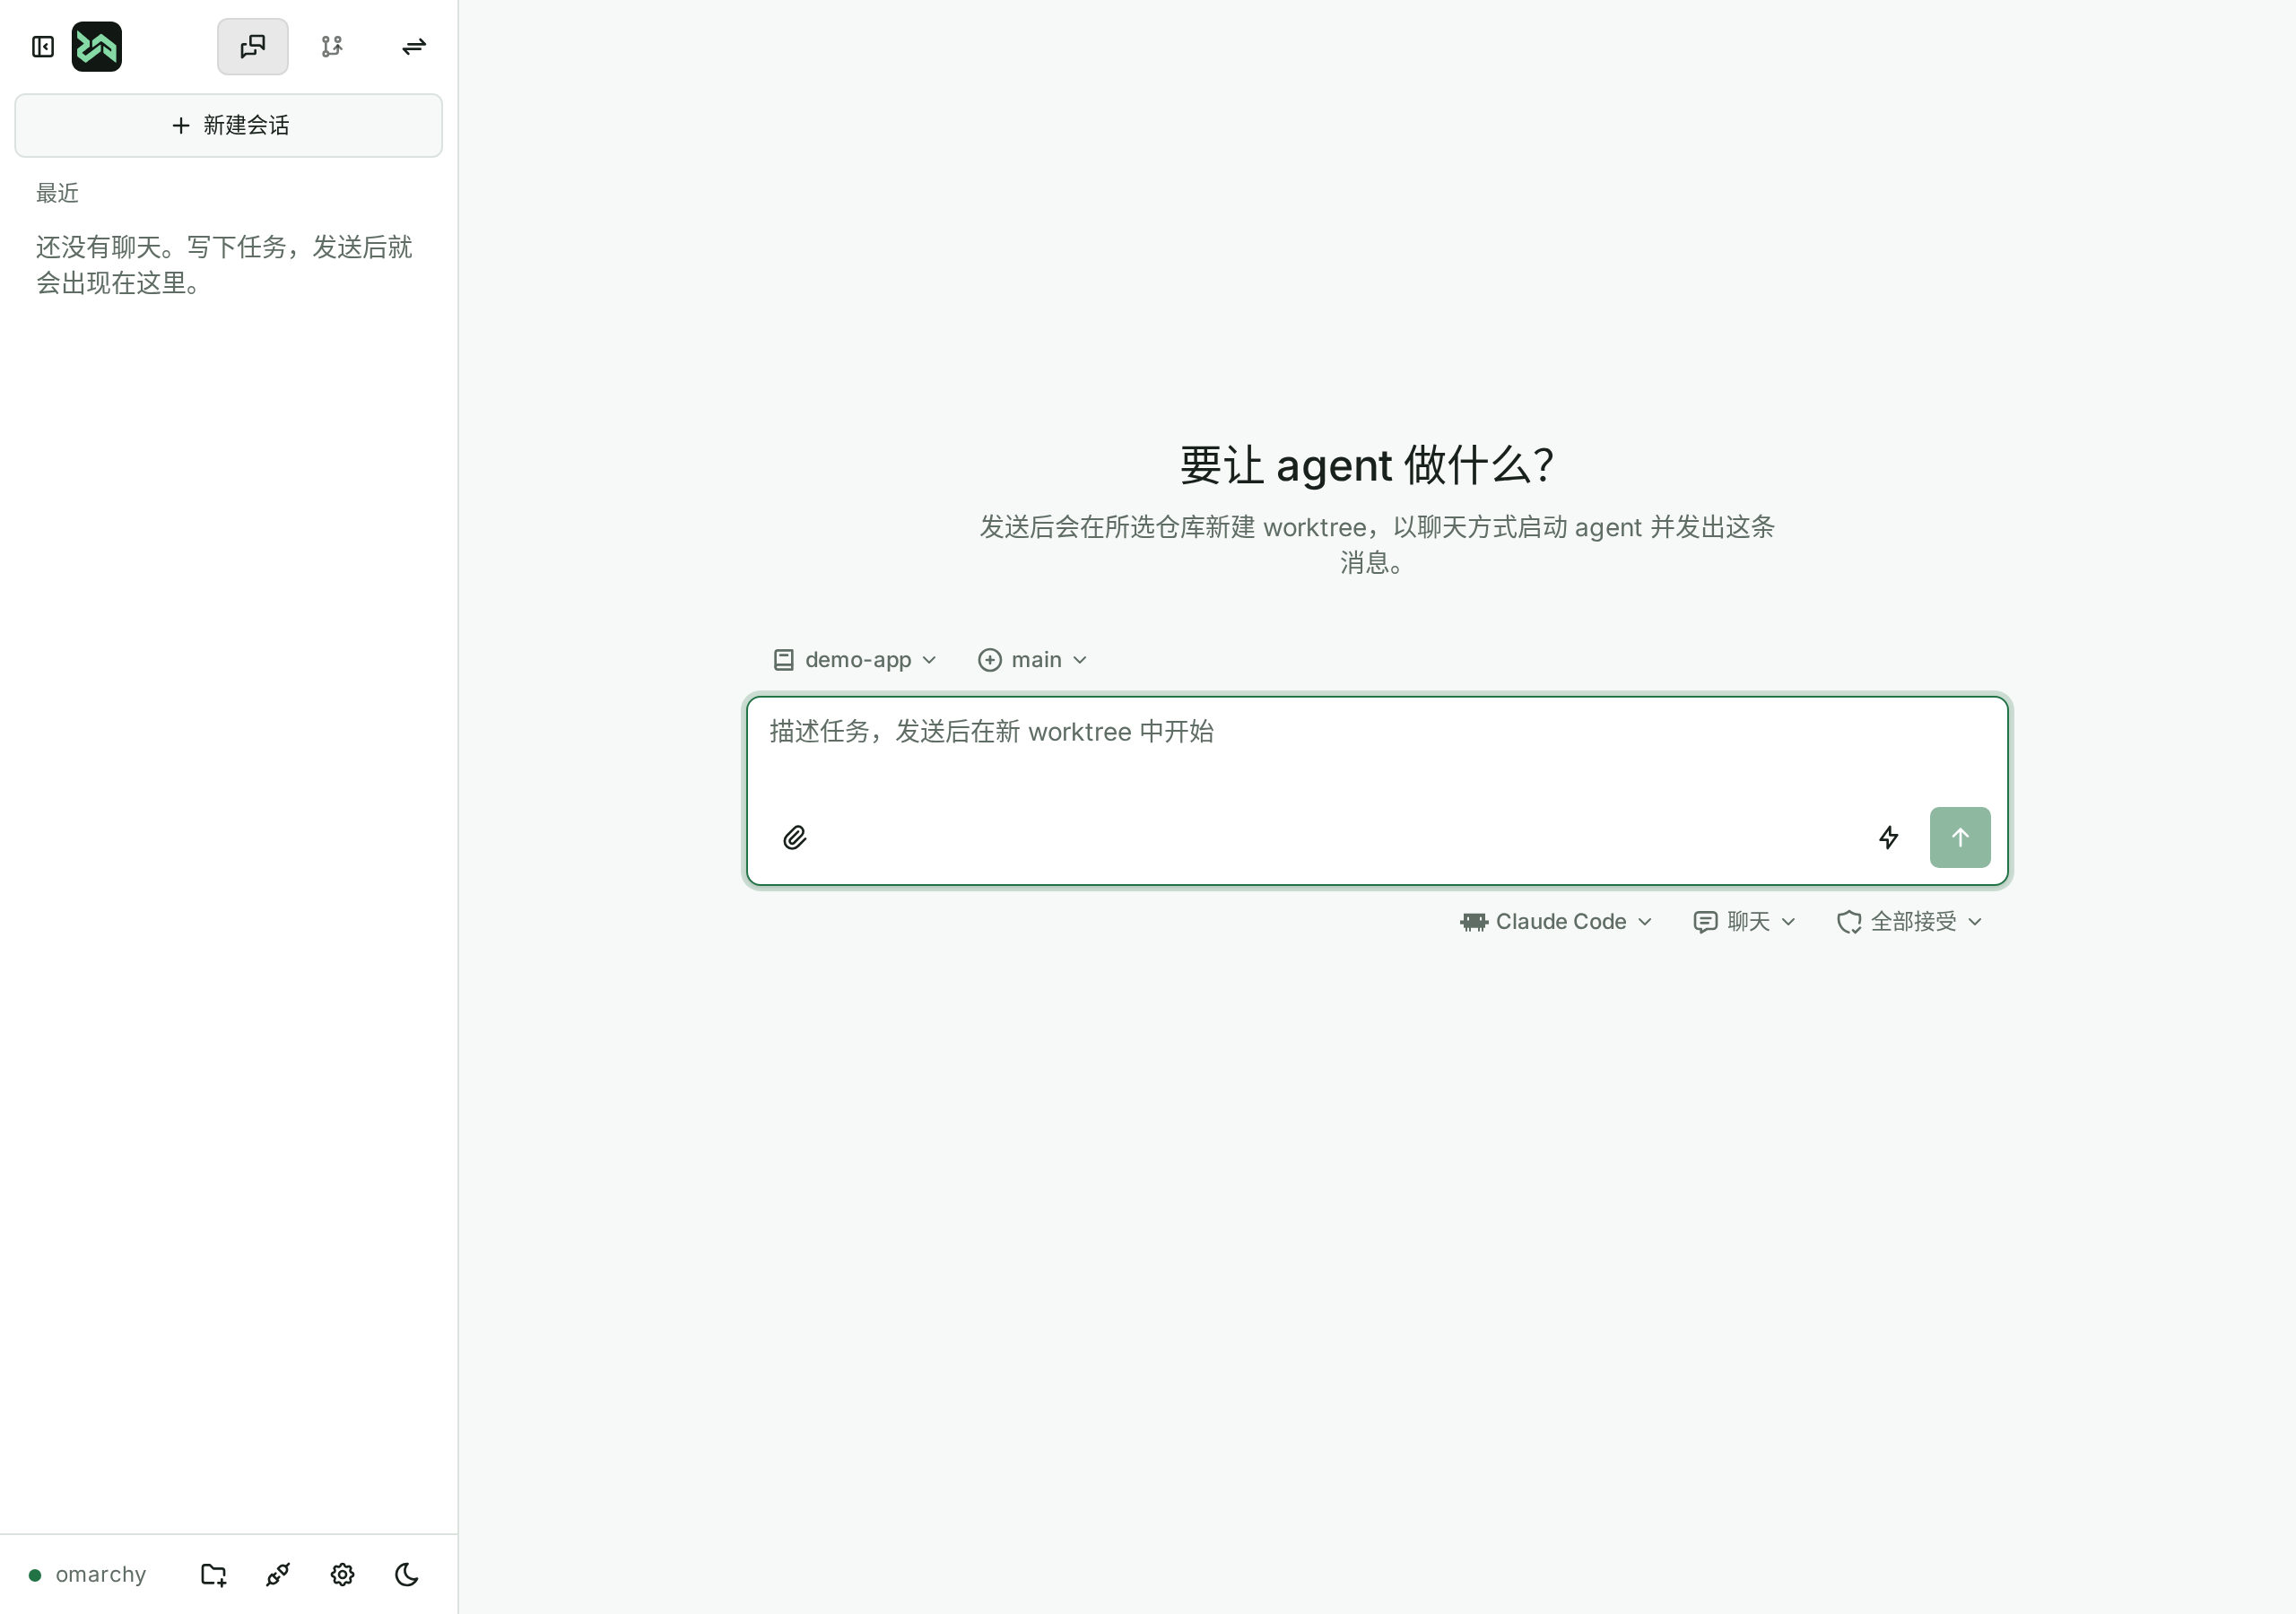 新建会话
最近
还没有聊天。写下任务，发送后就
会出现在这里。
要让 agent 做什么？
发送后会在所选仓库新建 worktree，以聊天方式启动 agent 并发出这条
消息。
demo-app
main
描述任务，发送后在新 worktree 中开始
Claude Code
聊天
全部接受
omarchy